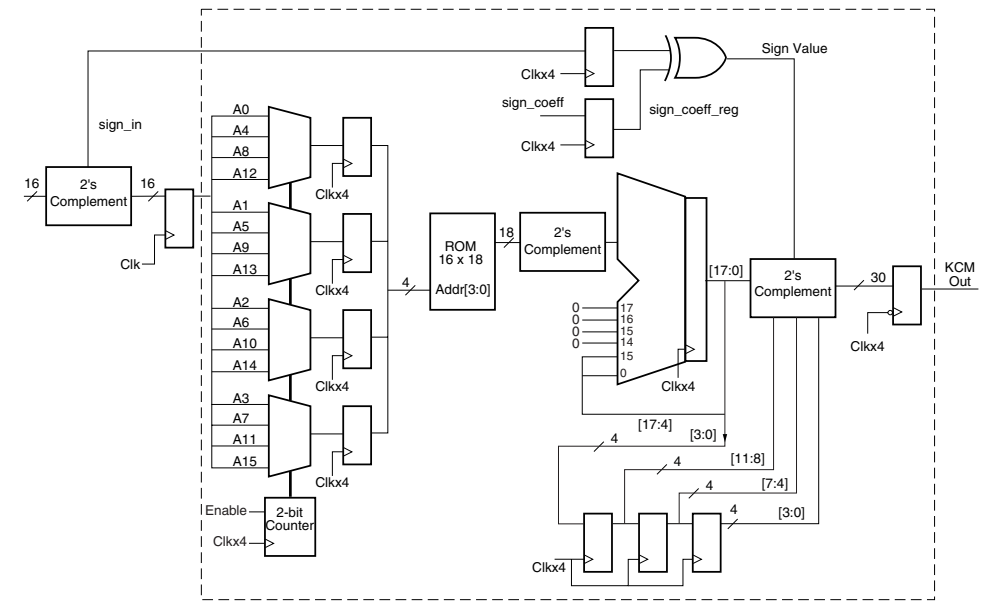 Sign Value
Clkx4
sign_coeff
sign_coeff_reg
Clkx4
sign_in
16
2's
Complement
16
Clk
A0
A4
A8
A12
Clkx4
A1
A5
A9
A13
Clkx4
A2
A6
A10
A14
Clkx4
A3
A7
A11
A15
Clkx4
Enable
2-bit
Counter
Clkx4
4
ROM
16 x 18
Addr[3:0]
18
2's
Complement
0
17
0
16
0
15
0
14
15
0
Clkx4
[17:0]
2's
Complement
30
KCM
Out
Clkx4
[17:4]
[3:0]
4
4
[11:8]
4
[7:4]
4
[3:0]
Clkx4